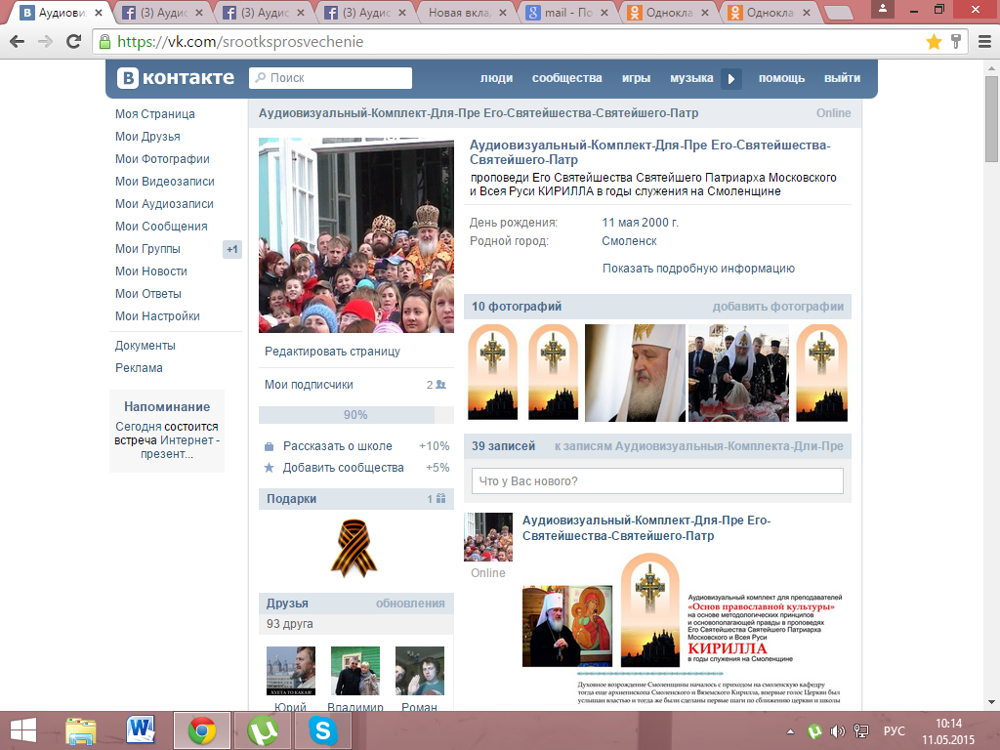 Аудиовиз
(3) Аудис
(3) Аудис
(3) Аудис
Новая вкла
mail - По
Однокла
Однокла
https://vk.com/srootksprosvechenie
В контакте
Поиск
люди
сообщества
игры
музыка
помощь
выйти
Моя Страница
Мои Друзья
Мои Фотографии
Мои Видеозаписи
Мои Аудиозаписи
Мои Сообщения
Мои Группы +1
Мои Новости
Мои Ответы
Мои Настройки
Документы
Реклама
Напоминание
Сегодня состоится
встреча Интернет -
презент...
Аудиовизуальный-Комплект-Для-Пре Его-Святейшества-Святейшего-Патр
Online
Редактировать страницу
Мои подписчики 2
90%
Рассказать о школе +10%
Добавить сообщества +5%
Подарки 1
Друзья обновления
93 друга
ХУЕТА ТО КАКАЯ!
Юрий Владимир Роман
Аудиовизуальный-Комплект-Для-Пре Его-Святейшества-
Святейшего-Патр
проповеди Его Святейшества Святейшего Патриарха Московского
и Всея Руси КИРИЛЛА в годы служения на Смоленщине
День рождения: 11 мая 2000 г.
Родной город: Смоленск
Показать подробную информацию
10 фотографий добавить фотографии
39 записей к записям Аудиовизуальныя-Комплекта-Дли-Пре
Что у Вас нового?
Аудиовизуальный-Комплект-Для-Пре Его-
Святейшества-Святейшего-Патр
Online
Аудиовизуальный комплект для преподавателей
«Основ православной культуры»
на основе методологических принципов
и основополагающей правды в проповедях
Его Святейшества Святейшего Патриарха
Московского и Всея Руси
КИРИЛЛА
в годы служения на Смоленщине
Духовное возрождение Смоленщины началось с приходом на смоленскую кафедру
тогда еще архиепископа Смоленского и Вяземского Кирилла, впервые голос Церкви был
услышан властью и тогда же были сделаны первые шаги по сближению церкви и школы
РУС
10:14
11.05.2015